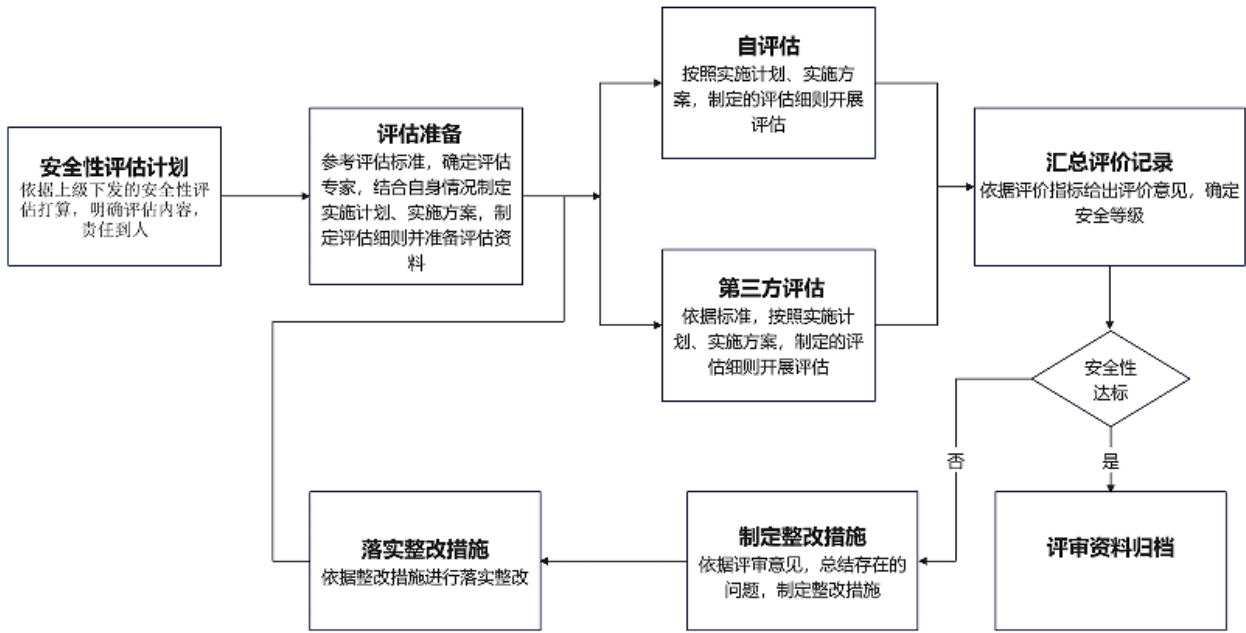 安全性评估计划
依据上级下发的安全性评
估打算，明确评估内容，
责任到人
评估准备
参考评估标准，确定评估
专家，结合自身情况制定
实施计划、实施方案，制
定评估细则并准备评估资
料
自评估
按照实施计划、实施方
案，制定的评估细则开展
评估
第三方评估
依据标准，按照实施计
划、实施方案，制定的评
估细则开展评估
汇总评价记录
依据评价指标给出评价意见，确定
安全等级
安全性
达标
否
是
落实整改措施
依据整改措施进行落实整改
制定整改措施
依据评审意见，总结存在的
问题，制定整改措施
评审资料归档